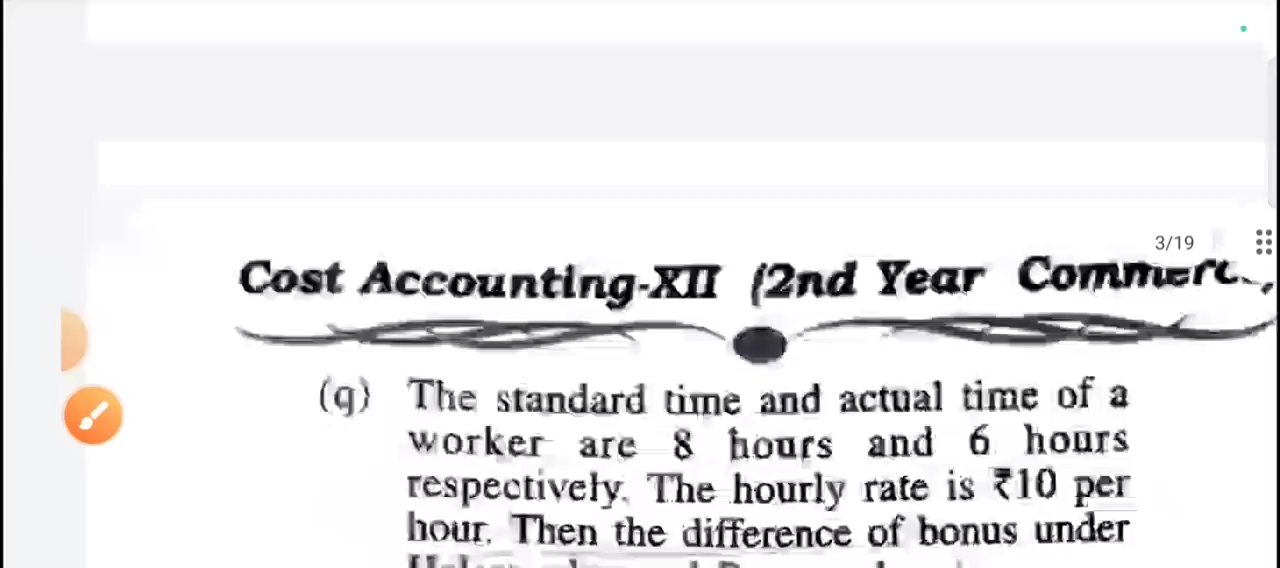 3/19
Cost Accounting-XII (2nd Year
(q) The standard time and actual time of a
worker are 8 hours and 6 hours
respectively. The hourly rate is ₹10 per
hour. Then the difference of bonus under